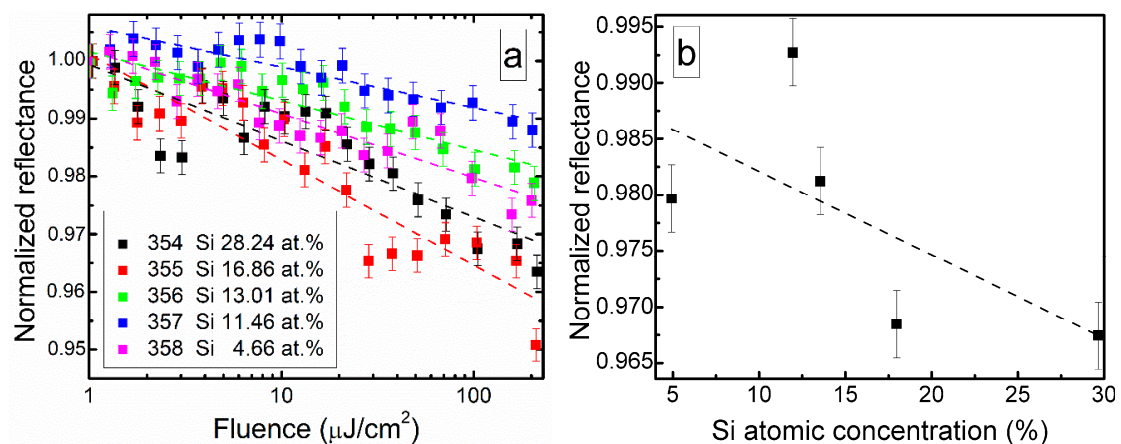 a
Normalized reflectance
1.00
0.99
0.98
0.97
0.96
0.95
354 Si 28.24 at.%
355 Si 16.86 at.%
356 Si 13.01 at.%
357 Si 11.46 at.%
358 Si 4.66 at.%
1 10 100
Fluence (μJ/cm²)
b
Normalized reflectance
0.995
0.990
0.985
0.980
0.975
0.970
0.965
5 10 15 20 25 30
Si atomic concentration (%)